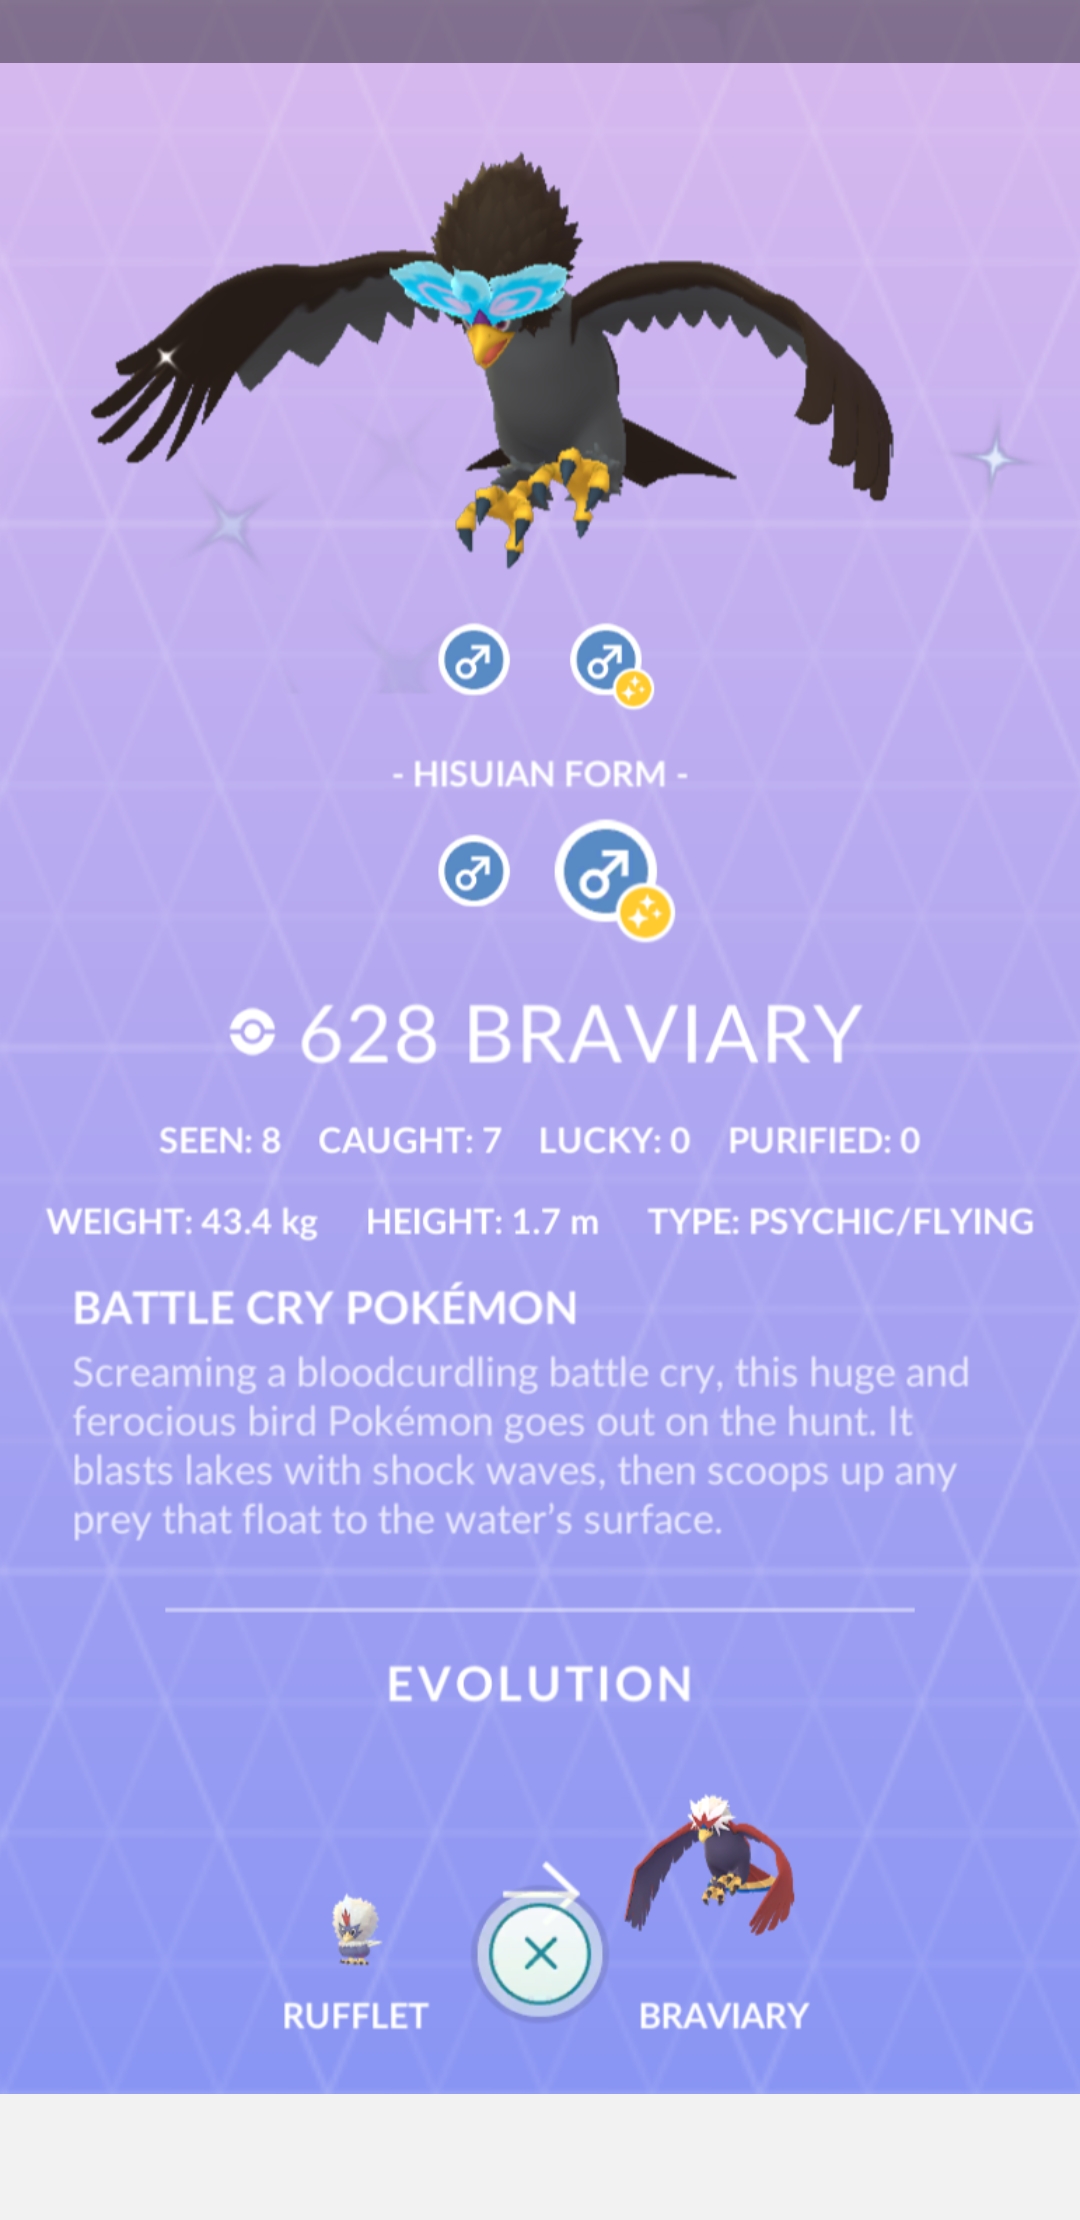 - HISUIAN FORM -
628 BRAVIARY
SEEN: 8 CAUGHT: 7 LUCKY: 0 PURIFIED: 0
WEIGHT: 43.4 kg HEIGHT: 1.7 m TYPE: PSYCHIC/FLYING
BATTLE CRY POKÉMON
Screaming a bloodcurdling battle cry, this huge and
ferocious bird Pokémon goes out on the hunt. It
blasts lakes with shock waves, then scoops up any
prey that float to the water’s surface.
EVOLUTION
RUFFLET BRAVIARY